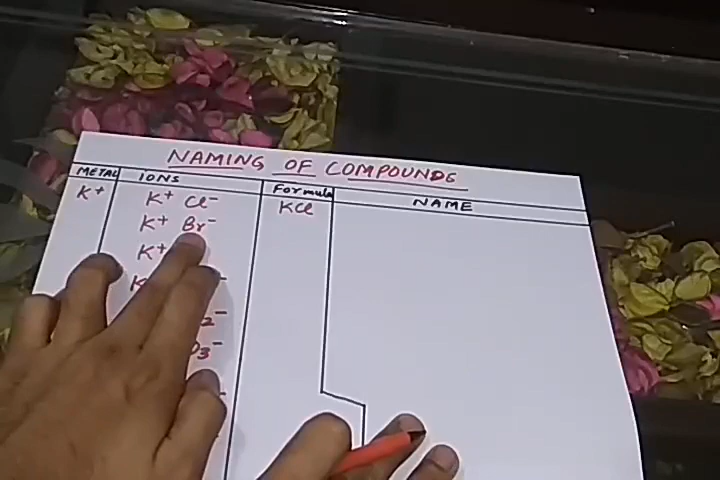 NAMING OF COMPOUNDS
METAL IONS Formula NAME
K⁺ K⁺ Cl⁻ KCl
K⁺ Br⁻
K⁺